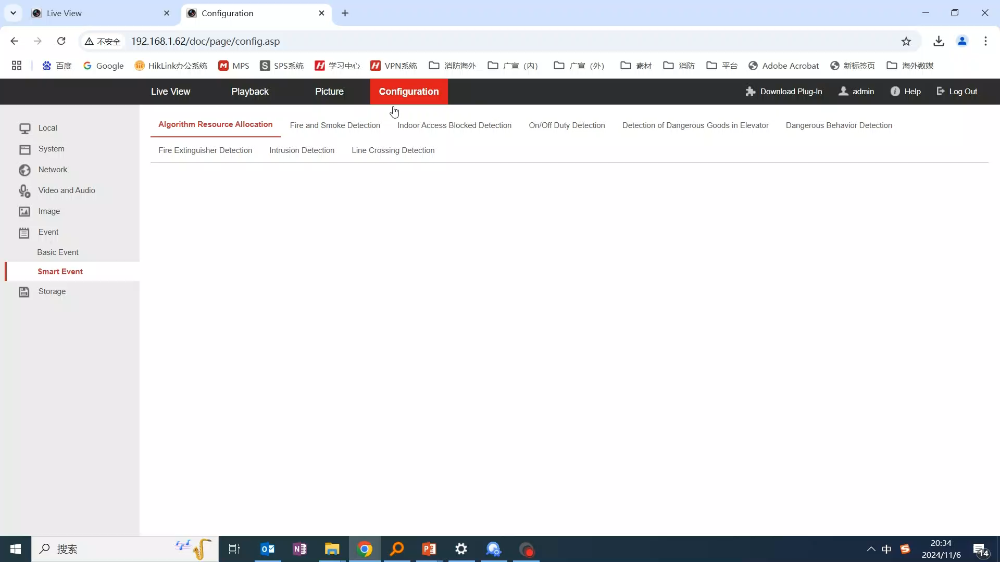 Live View
Configuration
不安全
192.168.1.62/doc/page/config.asp
百度
Google
HikLink办公系统
MPS
SPS系统
学习中心
VPN系统
消防海外
广宣（内）
广宣（外）
素材
消防
平台
Adobe Acrobat
新标签页
海外数媒
Live View
Playback
Picture
Configuration
Download Plug-In
admin
Help
Log Out
Local
System
Network
Video and Audio
Image
Event
Basic Event
Smart Event
Storage
Algorithm Resource Allocation
Fire and Smoke Detection
Indoor Access Blocked Detection
On/Off Duty Detection
Detection of Dangerous Goods in Elevator
Dangerous Behavior Detection
Fire Extinguisher Detection
Intrusion Detection
Line Crossing Detection
搜索
中
20:34
2024/11/6
14